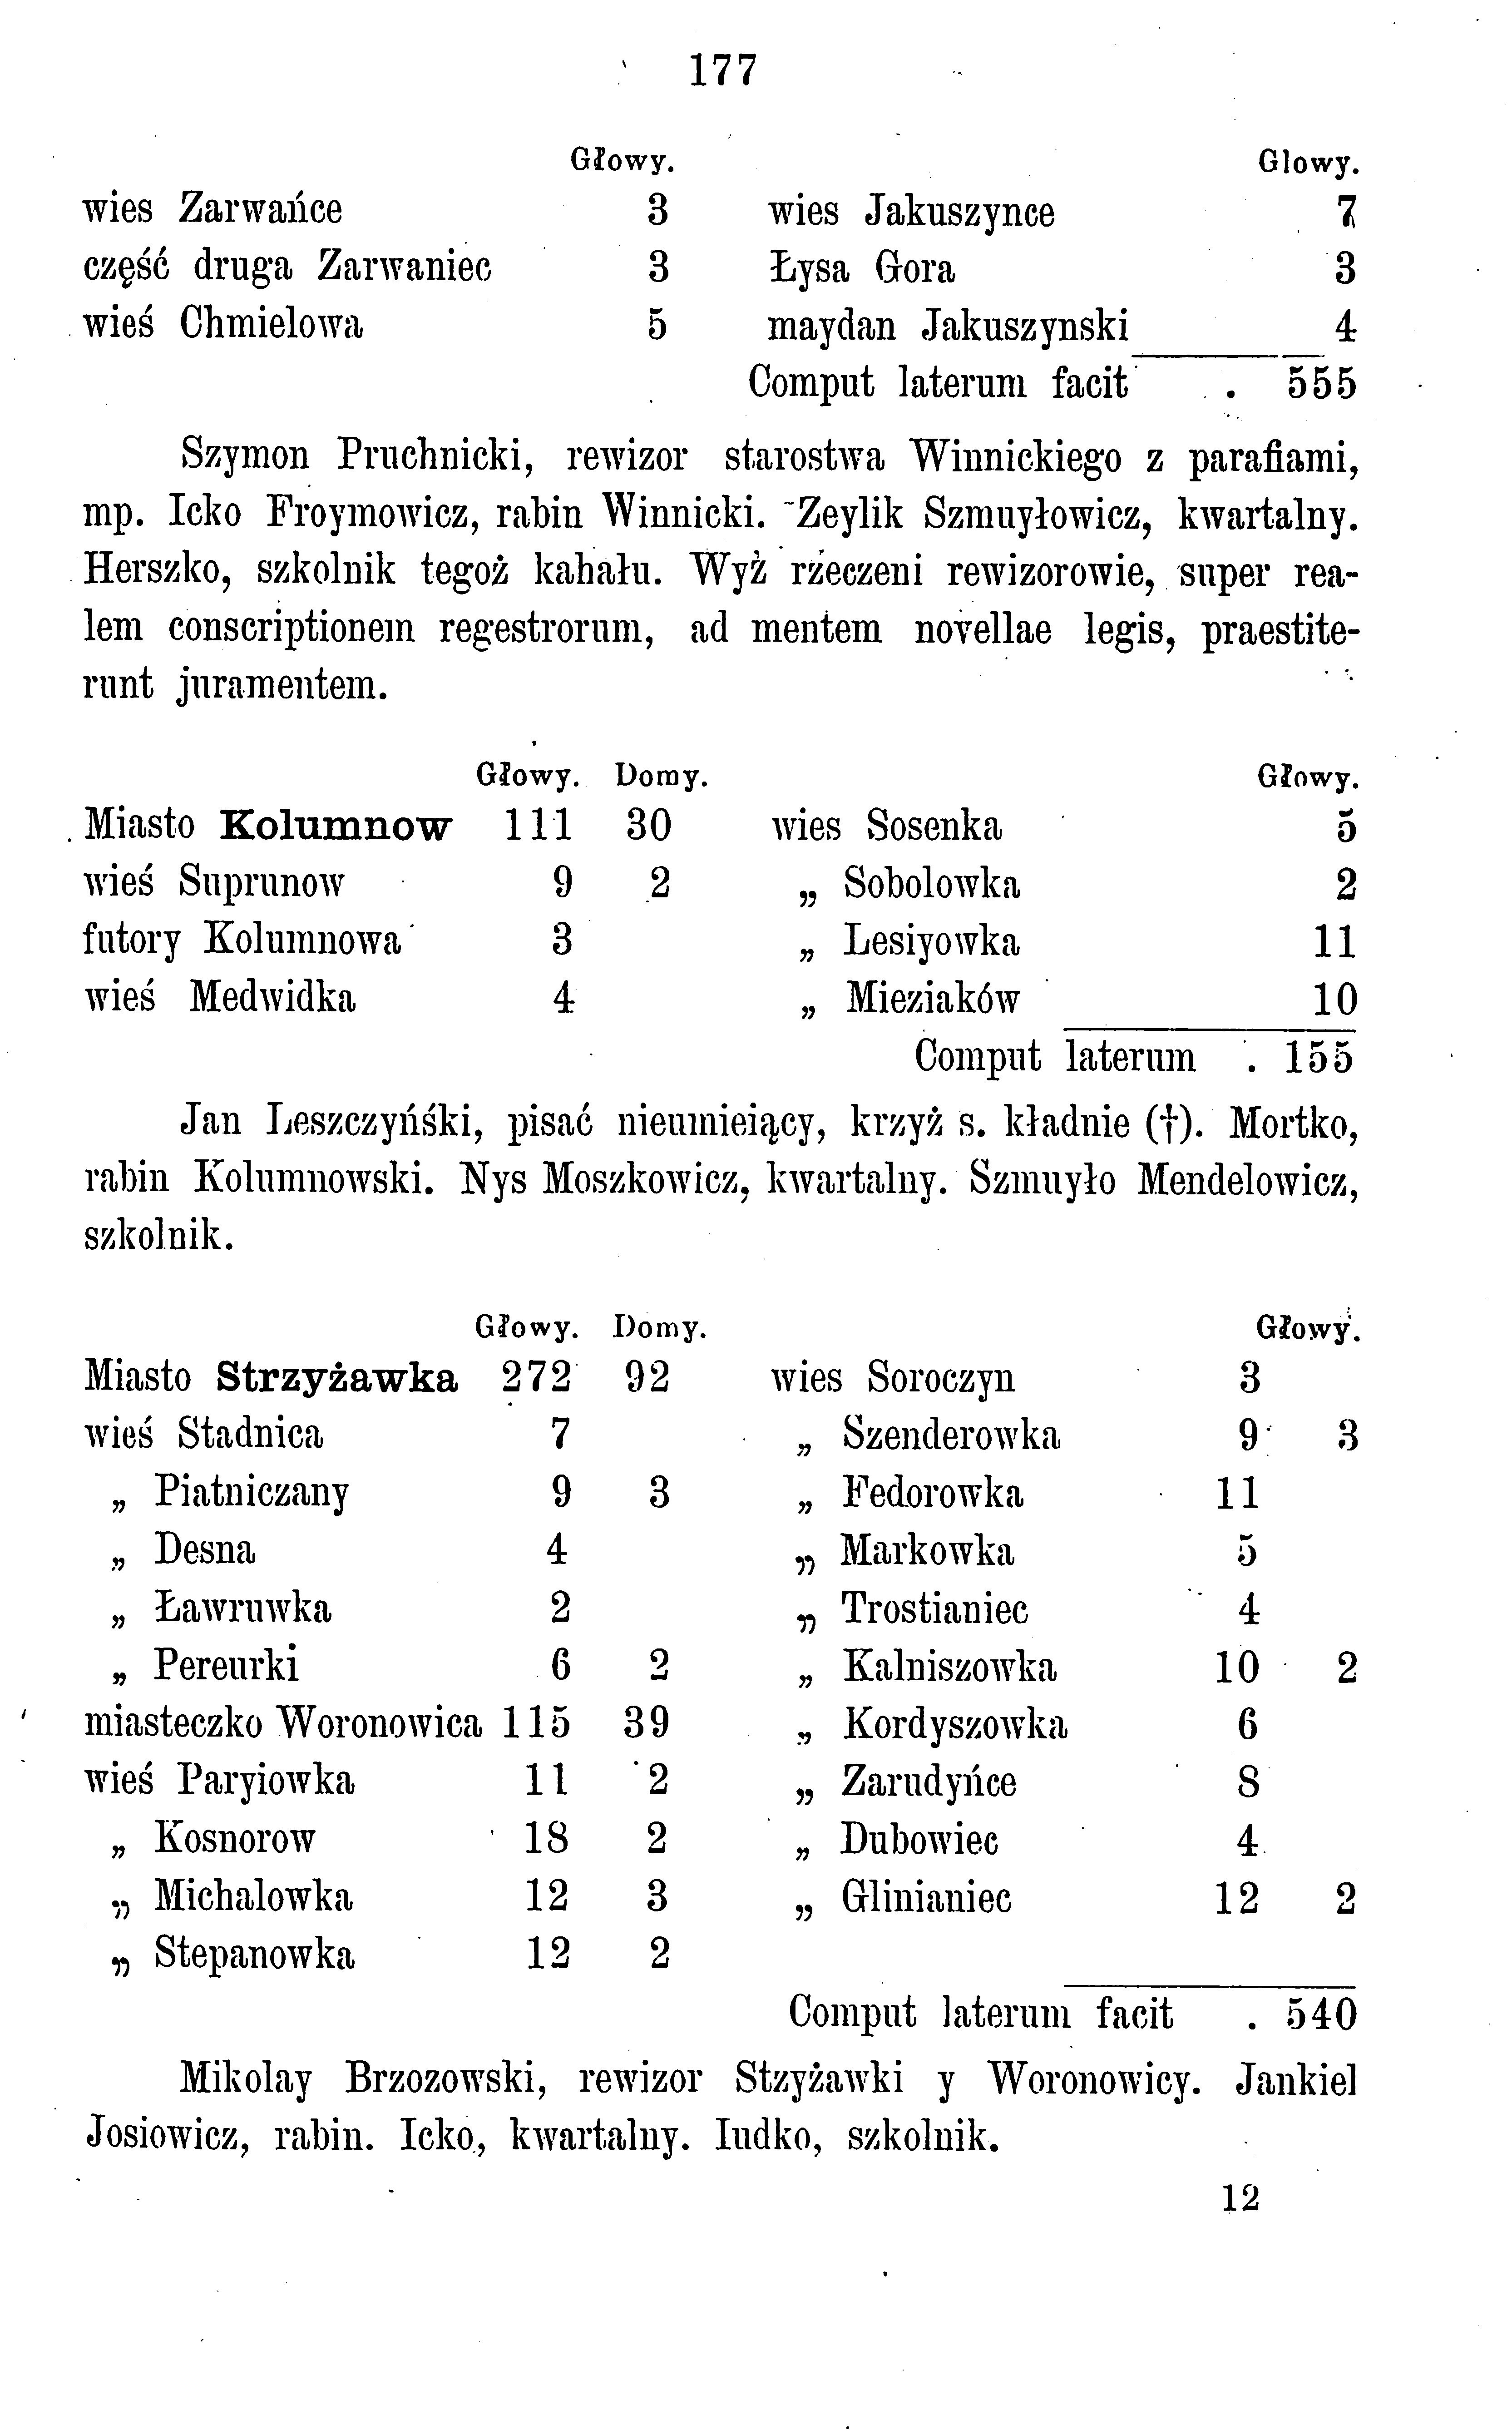 177
Głowy.
wies Zarwańce 3
część druga Zarwaniec 3
wieś Chmielowa 5
Glowy.
wies Jakuszynce 7
Łysa Gora 3
maydan Jakuszynski 4
Comput laterum facit . 555
Szymon Pruchnicki, rewizor starostwa Winnickiego z parafiami,
mp. Icko Froymowicz, rabin Winnicki. Zeylik Szmuyłowicz, kwartalny.
Herszko, szkolnik tegoż kahału. Wyż rzeczeni rewizorowie, super rea-
lem conscriptionem regestrorum, ad mentem novellae legis, praestite-
runt juramentem.
Głowy. Domy.
Miasto Kolumnow 111 30
wieś Suprunow 9 2
futory Kolumnowa 3
wieś Medwidka 4
Głowy.
wies Sosenka 5
„ Sobolowka 2
„ Lesiyowka 11
„ Mieziaków 10
Comput laterum . 155
Jan Leszczyńśki, pisać nieumieiący, krzyż s. kładnie (†). Mortko,
rabin Kolumnowski. Nys Moszkowicz, kwartalny. Szmuyło Mendelowicz,
szkolnik.
Głowy. Domy.
Miasto Strzyżawka 272 92
wieś Stadnica 7
„ Piatniczany 9 3
„ Desna 4
„ Ławruwka 2
„ Pereurki 6 2
miasteczko Woronowica 115 39
wieś Paryiowka 11 2
„ Kosnorow 18 2
„ Michalowka 12 3
„ Stepanowka 12 2
Głowy.
wies Soroczyn 3
„ Szenderowka 9 3
„ Fedorowka 11
„ Markowka 5
„ Trostianiec 4
„ Kalniszowka 10 2
„ Kordyszowka 6
„ Zarudyńce 8
„ Dubowiec 4
„ Glinianiec 12 2
Comput laterum facit . 540
Mikolay Brzozowski, rewizor Stzyżawki y Woronowicy. Jankiel
Josiowicz, rabin. Icko, kwartalny. Iudko, szkolnik.
12